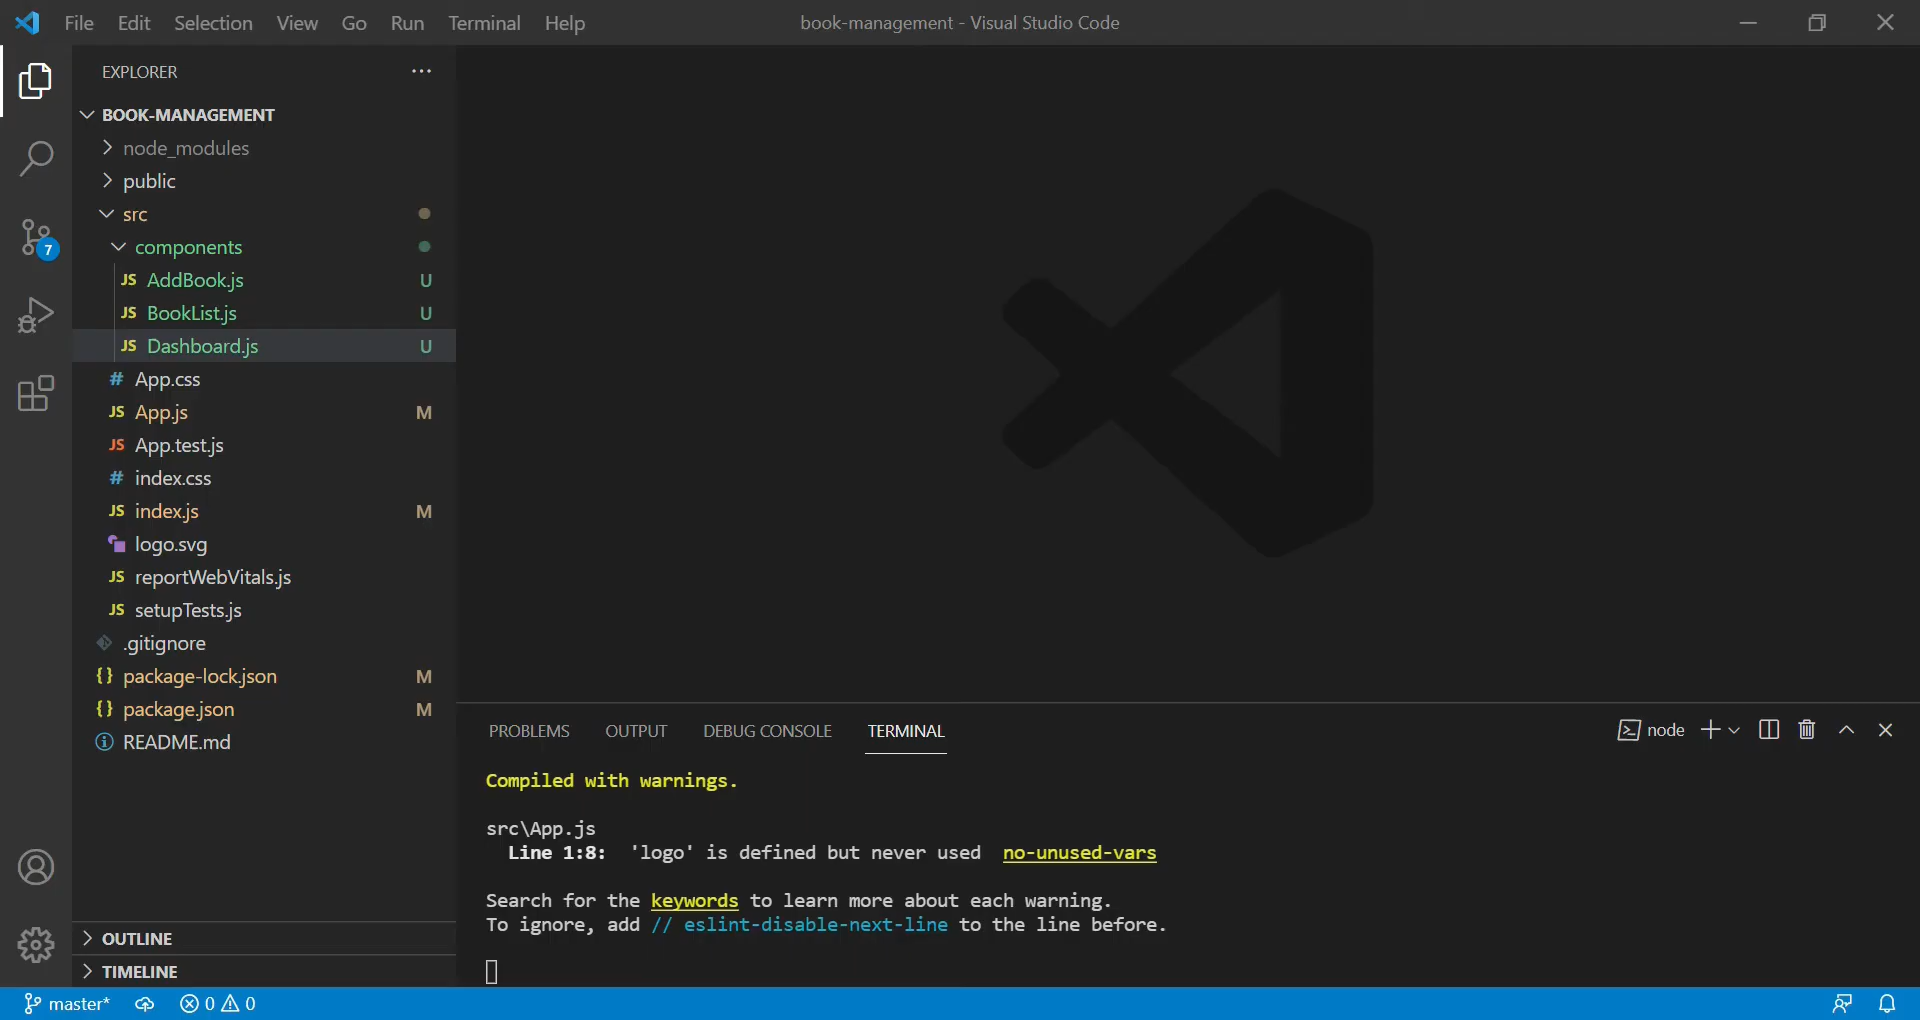 File Edit Selection View Go Run Terminal Help
book-management - Visual Studio Code
EXPLORER
BOOK-MANAGEMENT
node_modules
public
src
components
JS AddBook.js U
JS BookList.js U
JS Dashboard.js U
# App.css
JS App.js M
JS App.test.js
# index.css
JS index.js M
logo.svg
JS reportWebVitals.js
JS setupTests.js
.gitignore
{} package-lock.json M
{} package.json M
README.md
OUTLINE
TIMELINE
7
PROBLEMS OUTPUT DEBUG CONSOLE TERMINAL
node
Compiled with warnings.
src\App.js
Line 1:8: 'logo' is defined but never used no-unused-vars
Search for the keywords to learn more about each warning.
To ignore, add // eslint-disable-next-line to the line before.
master* 0 0